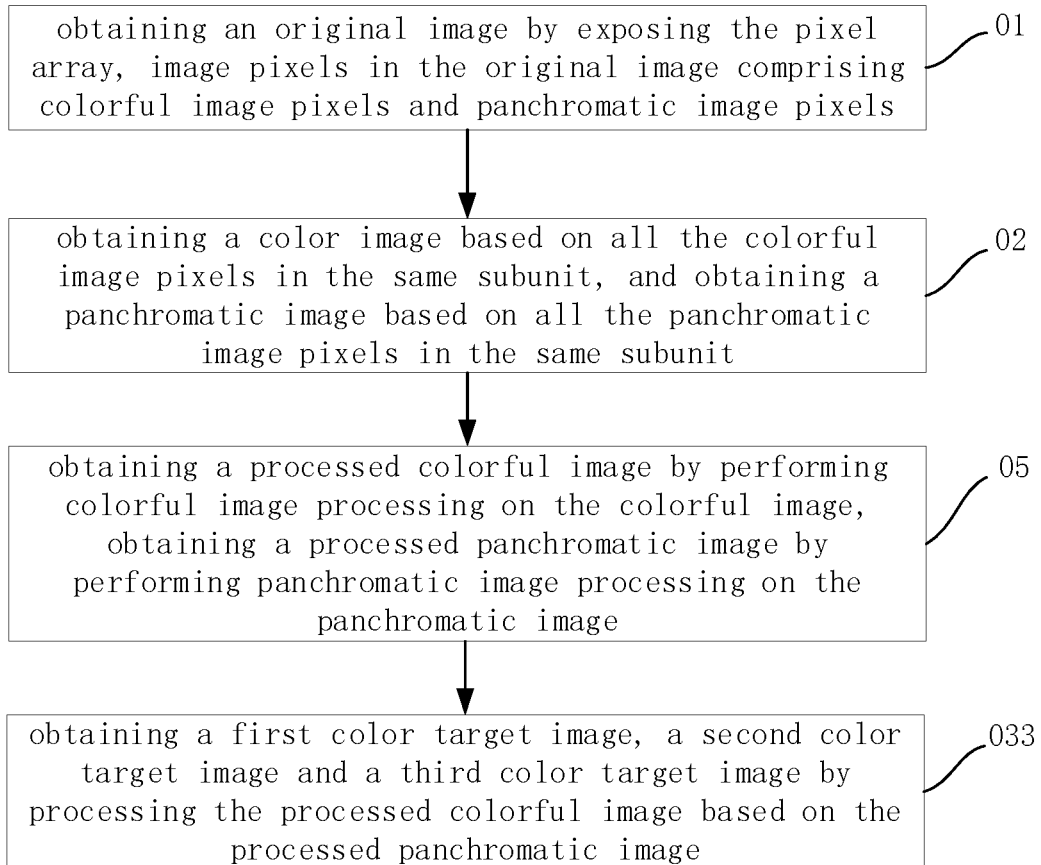 obtaining an original image by exposing the pixel
array, image pixels in the original image comprising
colorful image pixels and panchromatic image pixels
01
obtaining a color image based on all the colorful
image pixels in the same subunit, and obtaining a
panchromatic image based on all the panchromatic
image pixels in the same subunit
02
obtaining a processed colorful image by performing
colorful image processing on the colorful image,
obtaining a processed panchromatic image by
performing panchromatic image processing on the
panchromatic image
05
obtaining a first color target image, a second color
target image and a third color target image by
processing the processed colorful image based on the
processed panchromatic image
033